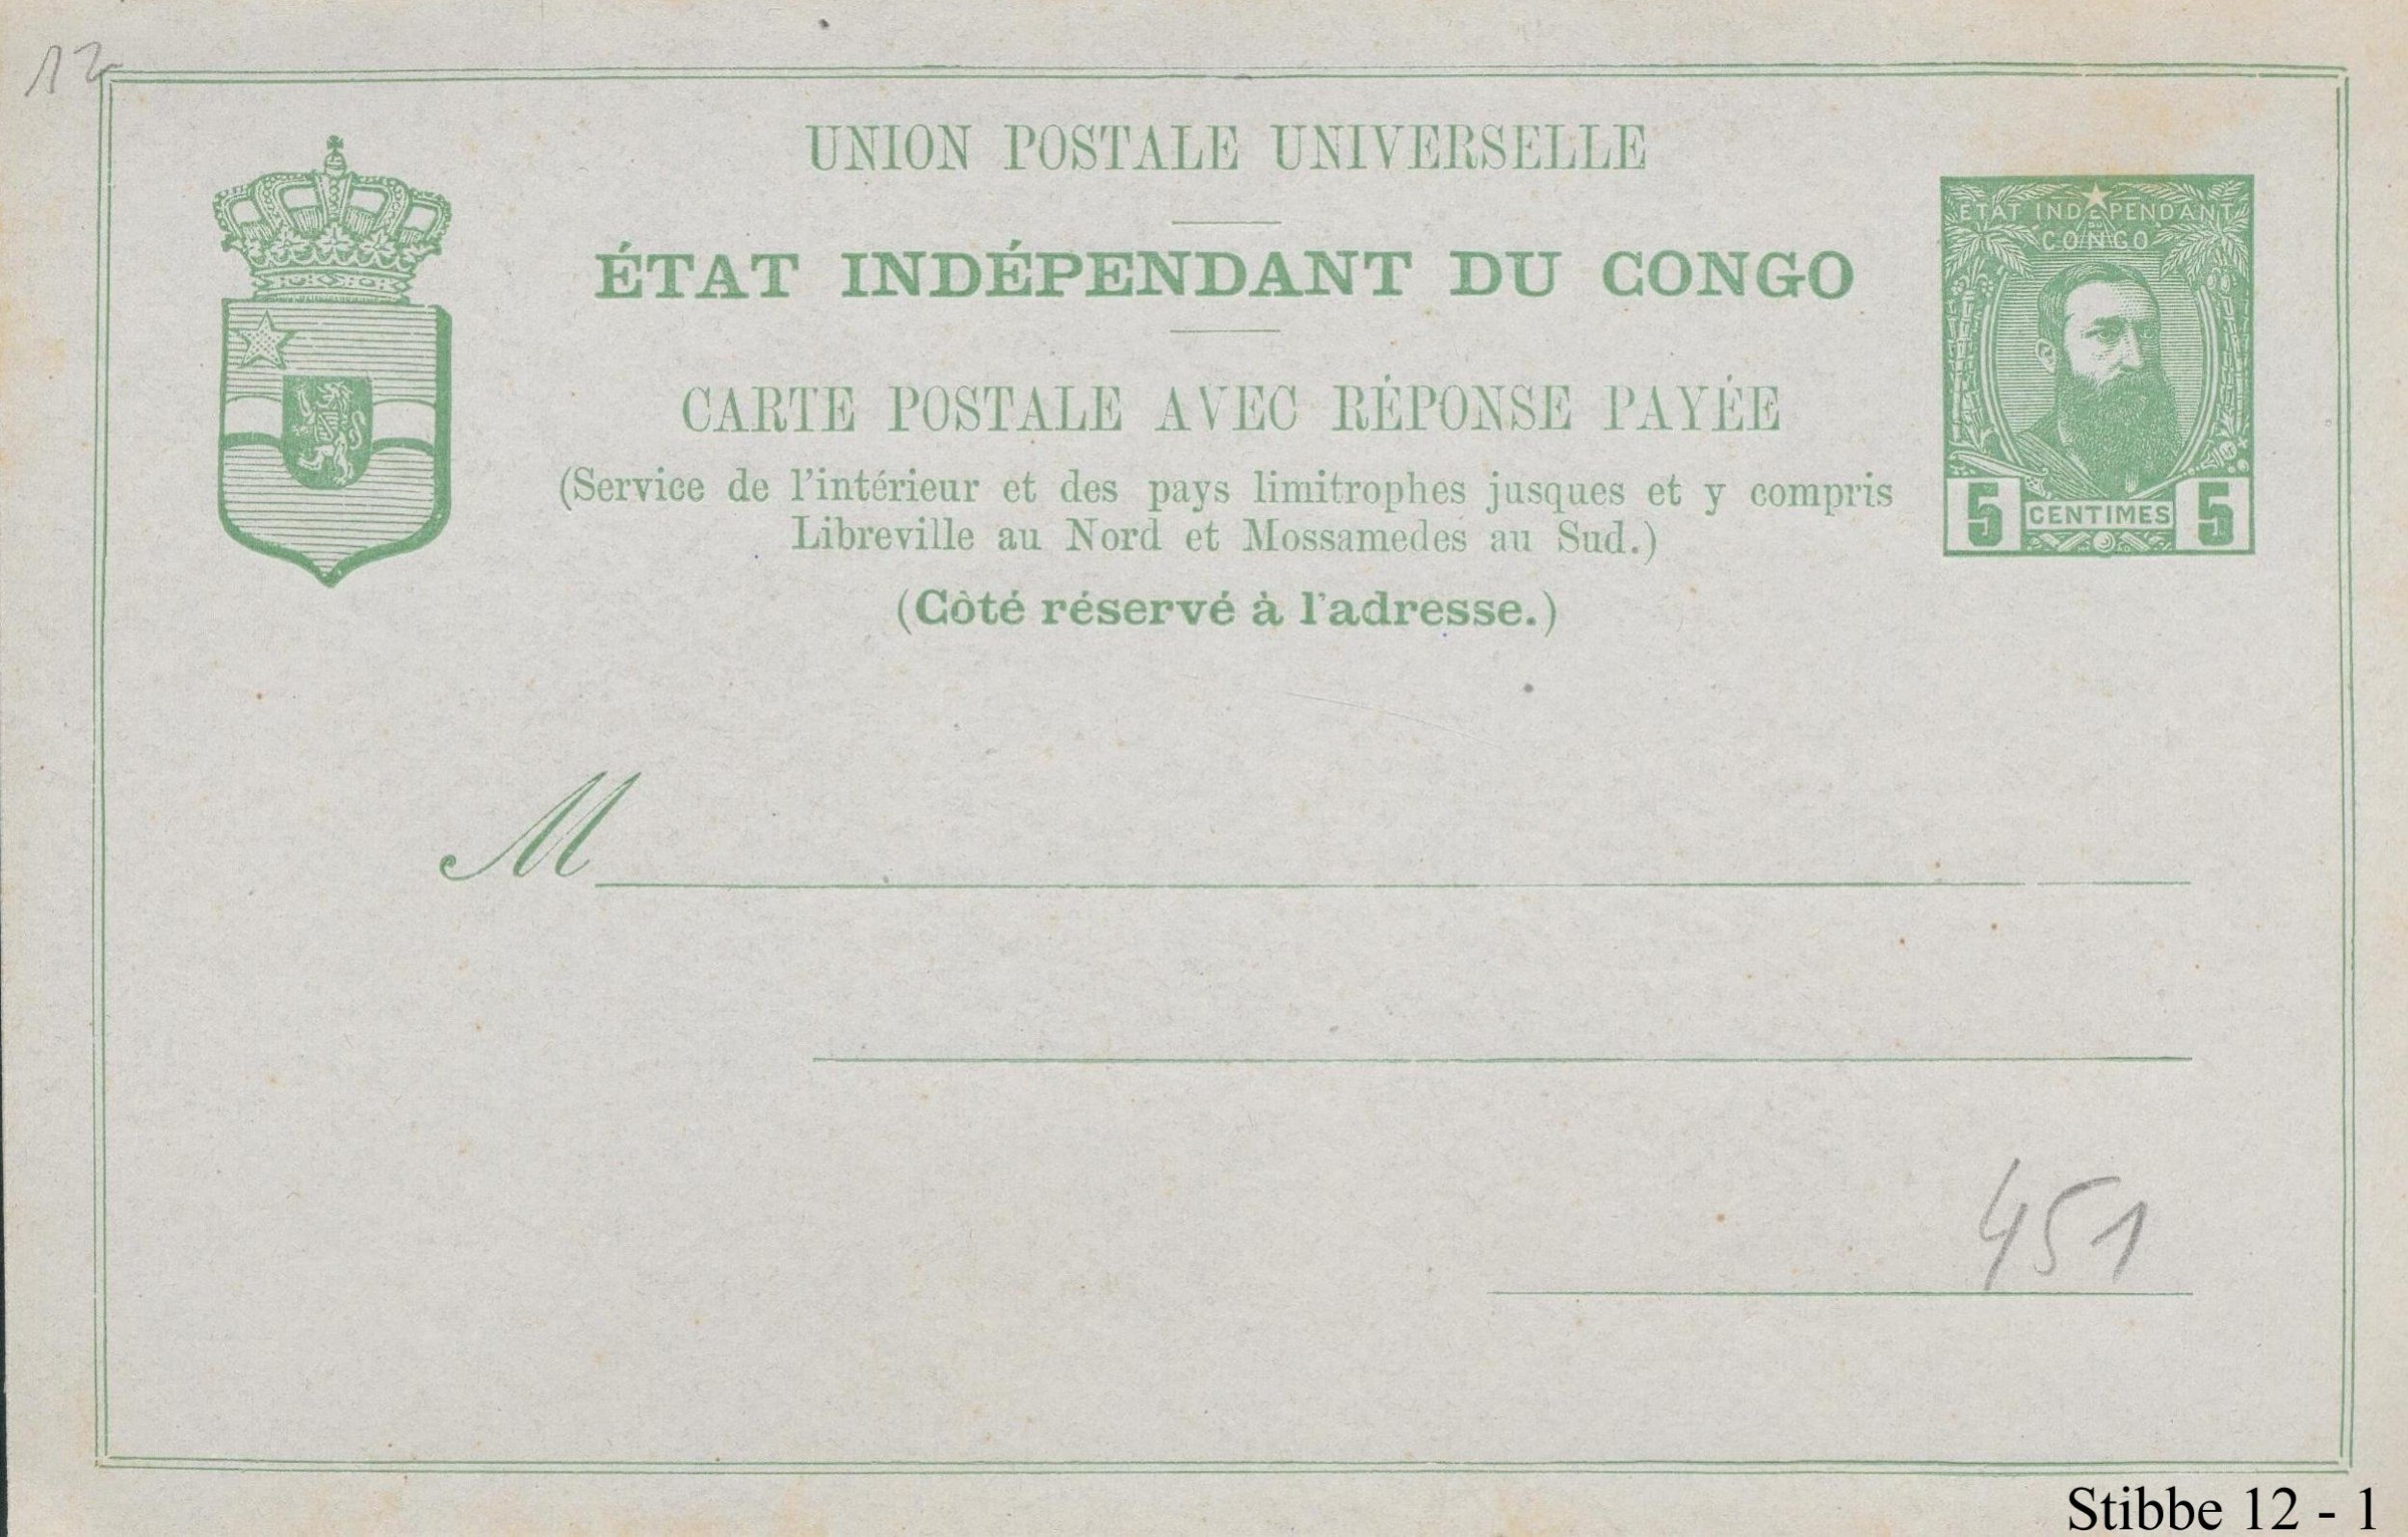 12
UNION POSTALE UNIVERSELLE
ÉTAT INDÉPENDANT DU CONGO
CARTE POSTALE AVEC RÉPONSE PAYÉE
(Service de l'intérieur et des pays limitrophes jusques et y compris
Libreville au Nord et Mossamedes au Sud.)
(Côté réservé à l'adresse.)
ETAT INDEPENDANT
DU
CONGO
5 CENTIMES 5
M
451
Stibbe 12 - 1